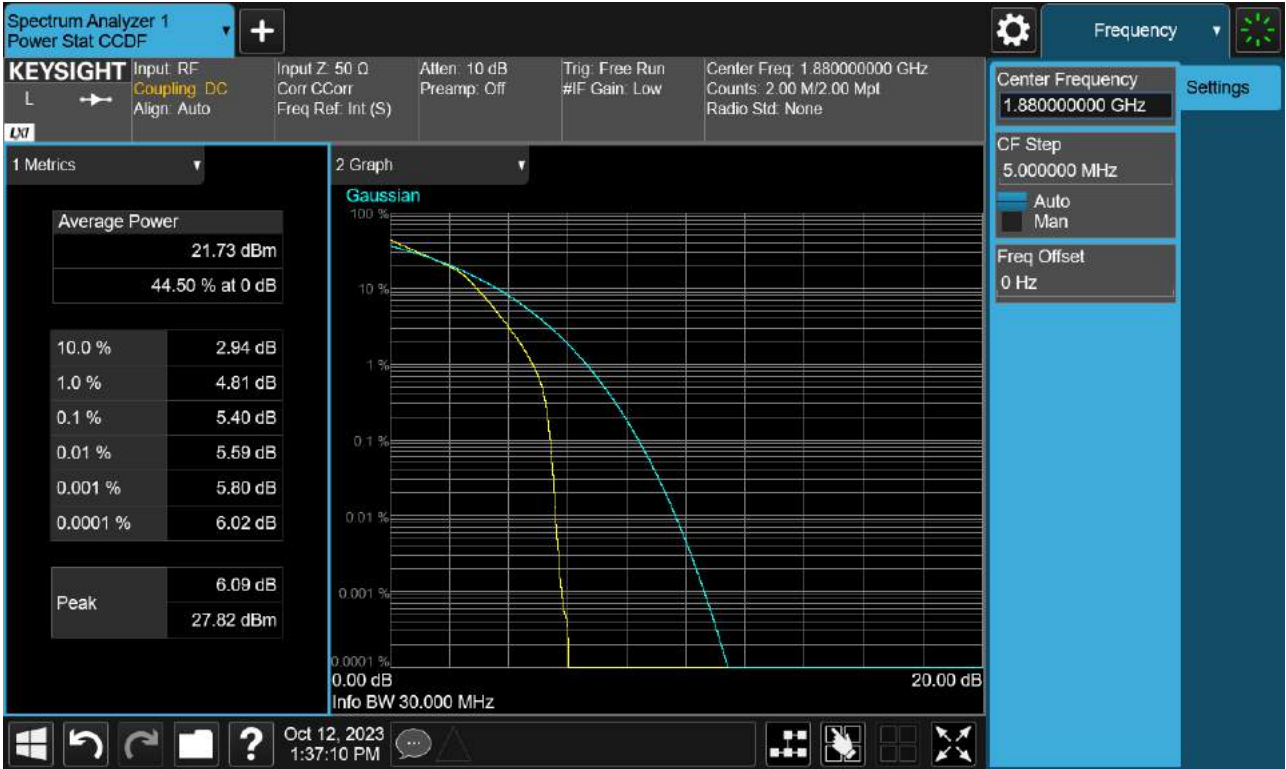 Spectrum Analyzer 1
Power Stat CCDF
+
Frequency
KEYSIGHT
L
LXI
Input: RF
Coupling: DC
Align: Auto
Input Z: 50 Ω
Corr CCorr
Freq Ref: Int (S)
Atten: 10 dB
Preamp: Off
Trig: Free Run
#IF Gain: Low
Center Freq: 1.880000000 GHz
Counts: 2.00 M/2.00 Mpt
Radio Std: None
Center Frequency
1.880000000 GHz
Settings
CF Step
5.000000 MHz
Auto
Man
Freq Offset
0 Hz
1 Metrics
Average Power
21.73 dBm
44.50 % at 0 dB
10.0 % 2.94 dB
1.0 % 4.81 dB
0.1 % 5.40 dB
0.01 % 5.59 dB
0.001 % 5.80 dB
0.0001 % 6.02 dB
Peak
6.09 dB
27.82 dBm
2 Graph
Gaussian
100 %
10 %
1 %
0.1 %
0.01 %
0.001 %
0.0001 %
0.00 dB 20.00 dB
Info BW 30.000 MHz
?
Oct 12, 2023
1:37:10 PM